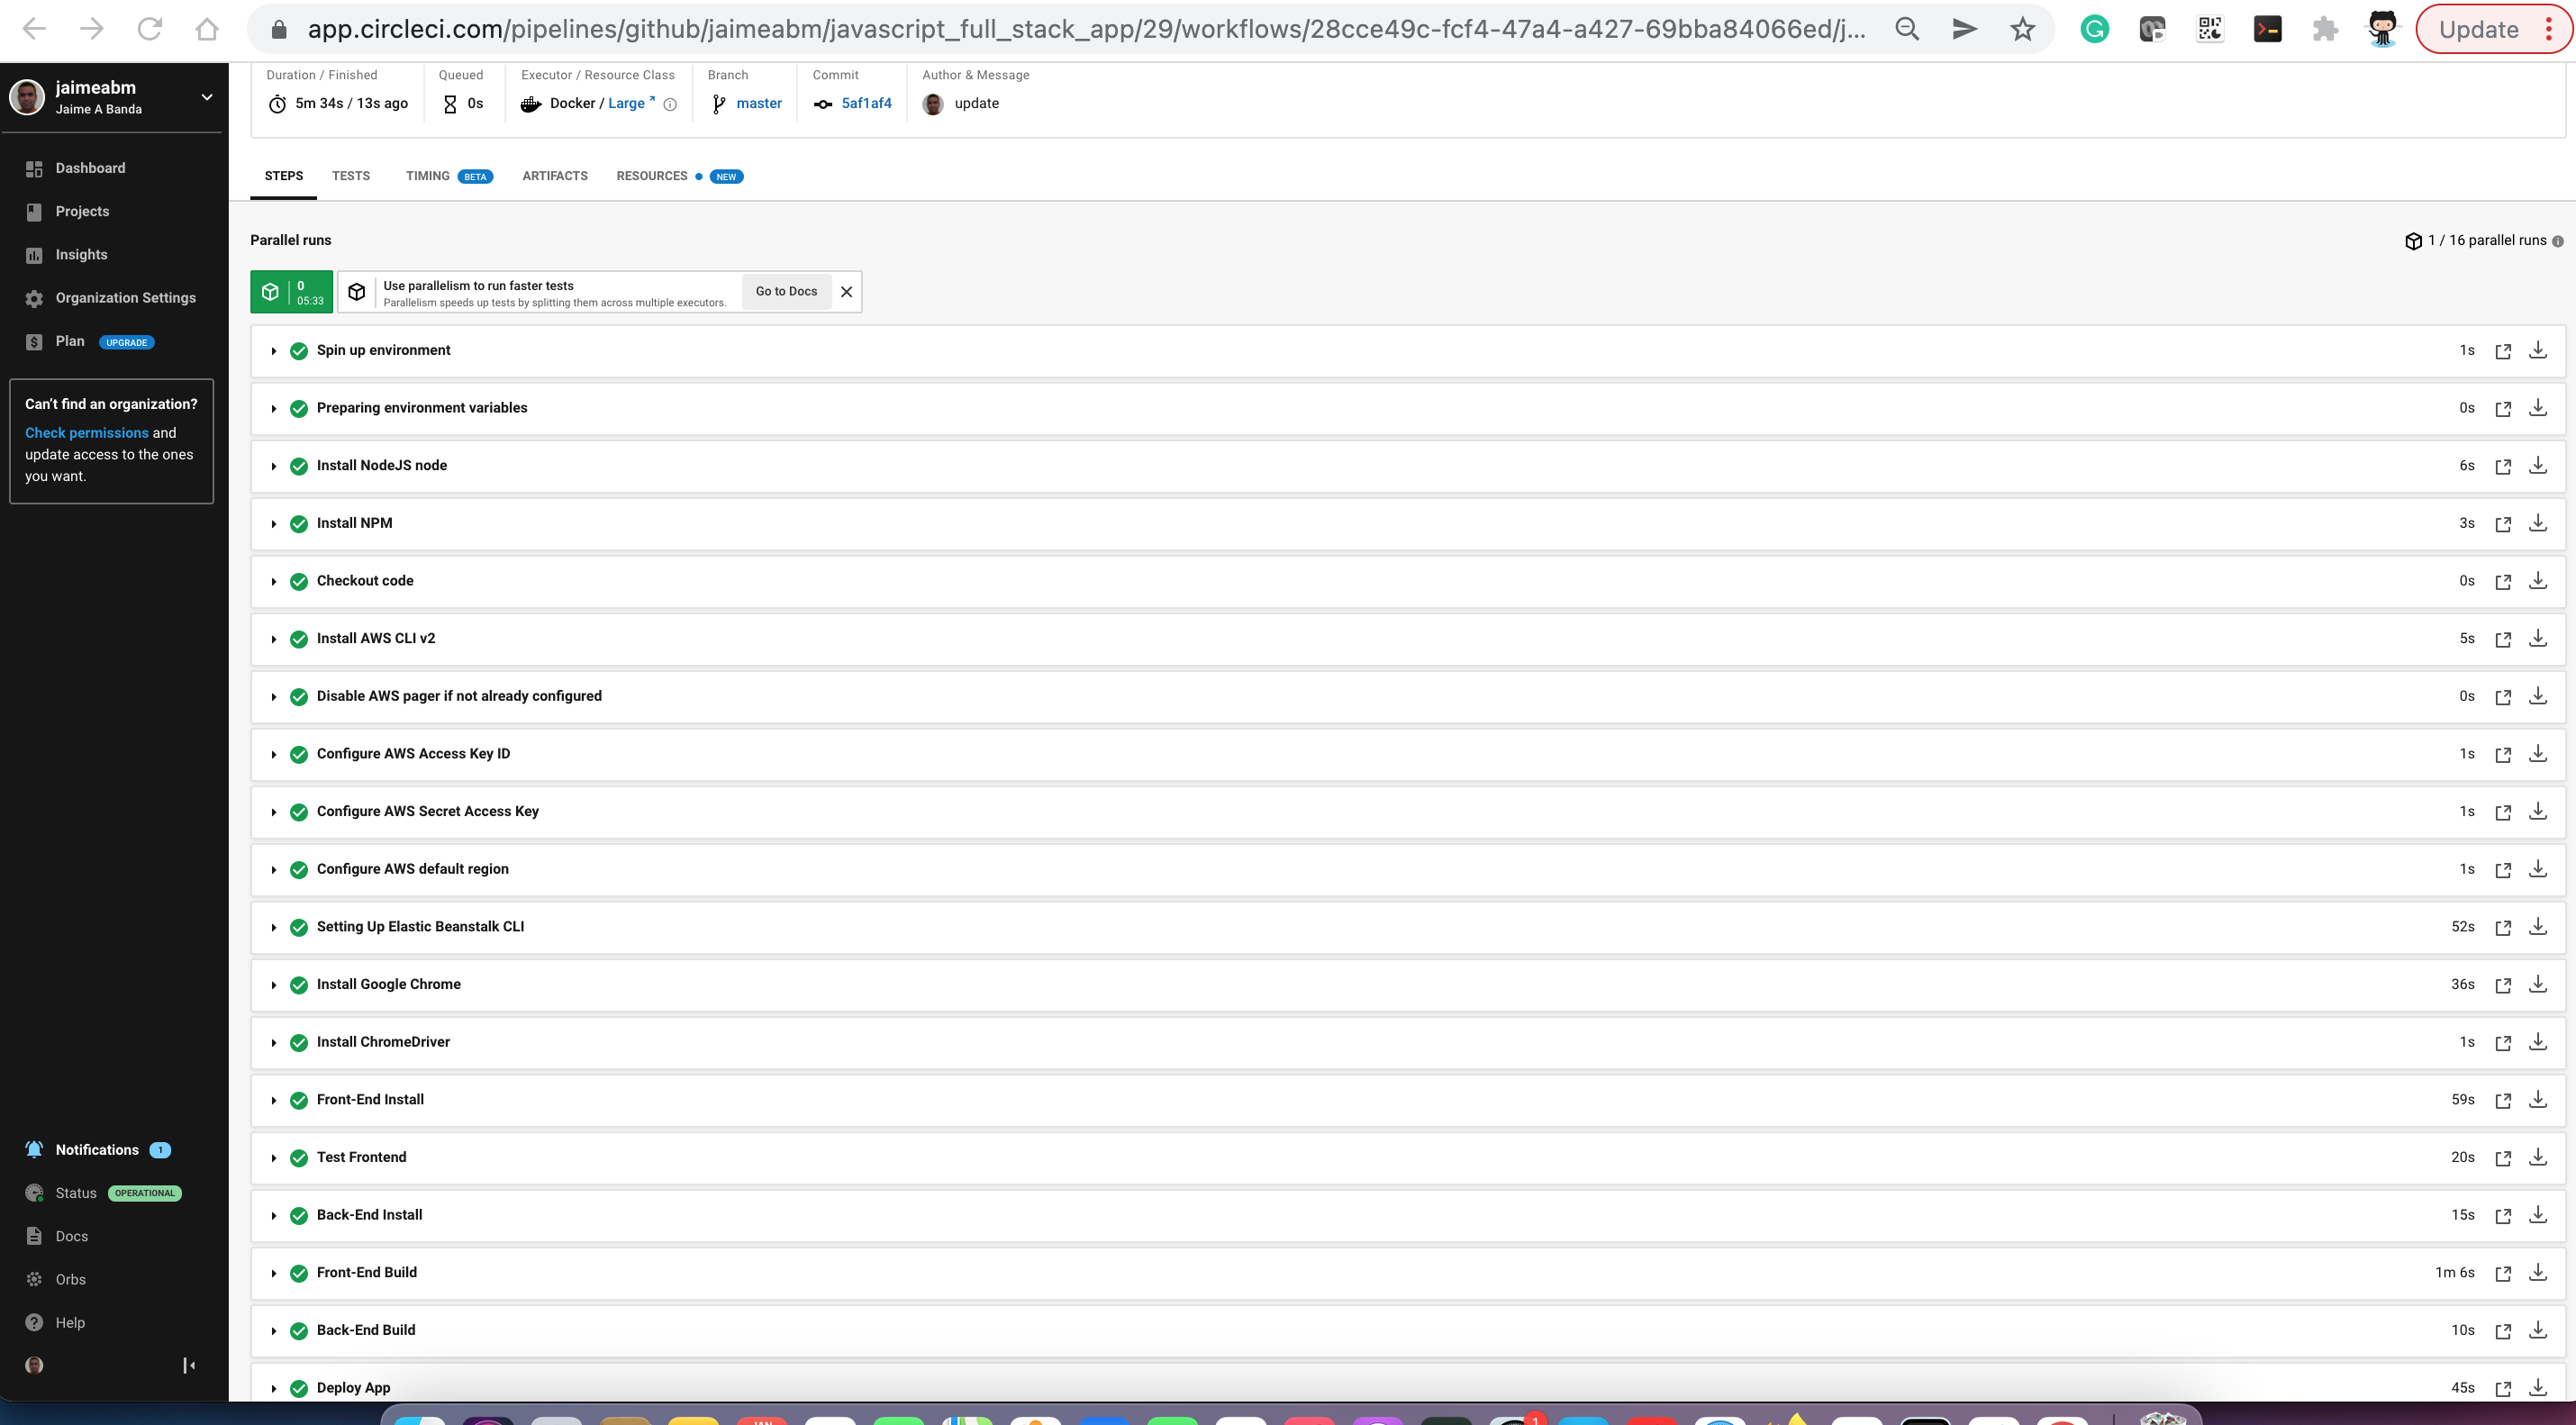 app.circleci.com/pipelines/github/jaimeabm/javascript_full_stack_app/29/workflows/28cce49c-fcf4-47a4-a427-69bba84066ed/j...
Update
jaimeabm
Jaime A Banda
Dashboard
Projects
Insights
Organization Settings
Plan UPGRADE
Can't find an organization?
Check permissions and
update access to the ones
you want.
Notifications 1
Status OPERATIONAL
Docs
Orbs
Help
Duration / Finished
5m 34s / 13s ago
Queued
0s
Executor / Resource Class
Docker / Large
Branch
master
Commit
5af1af4
Author & Message
update
STEPS TESTS TIMING BETA ARTIFACTS RESOURCES NEW
Parallel runs
1 / 16 parallel runs
0
05:33
Use parallelism to run faster tests
Parallelism speeds up tests by splitting them across multiple executors.
Go to Docs
Spin up environment 1s
Preparing environment variables 0s
Install NodeJS node 6s
Install NPM 3s
Checkout code 0s
Install AWS CLI v2 5s
Disable AWS pager if not already configured 0s
Configure AWS Access Key ID 1s
Configure AWS Secret Access Key 1s
Configure AWS default region 1s
Setting Up Elastic Beanstalk CLI 52s
Install Google Chrome 36s
Install ChromeDriver 1s
Front-End Install 59s
Test Frontend 20s
Back-End Install 15s
Front-End Build 1m 6s
Back-End Build 10s
Deploy App 45s
JAN
1